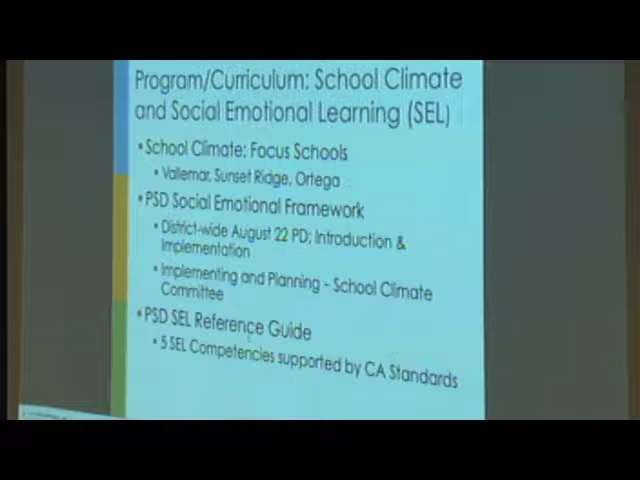 Program/Curriculum: School Climate
and Social Emotional Learning (SEL)
•School Climate: Focus Schools
• Vallemar, Sunset Ridge, Ortega
•PSD Social Emotional Framework
• District-wide August 22 PD; Introduction &
Implementation
• Implementing and Planning - School Climate
Committee
•PSD SEL Reference Guide
• 5 SEL Competencies supported by CA Standards